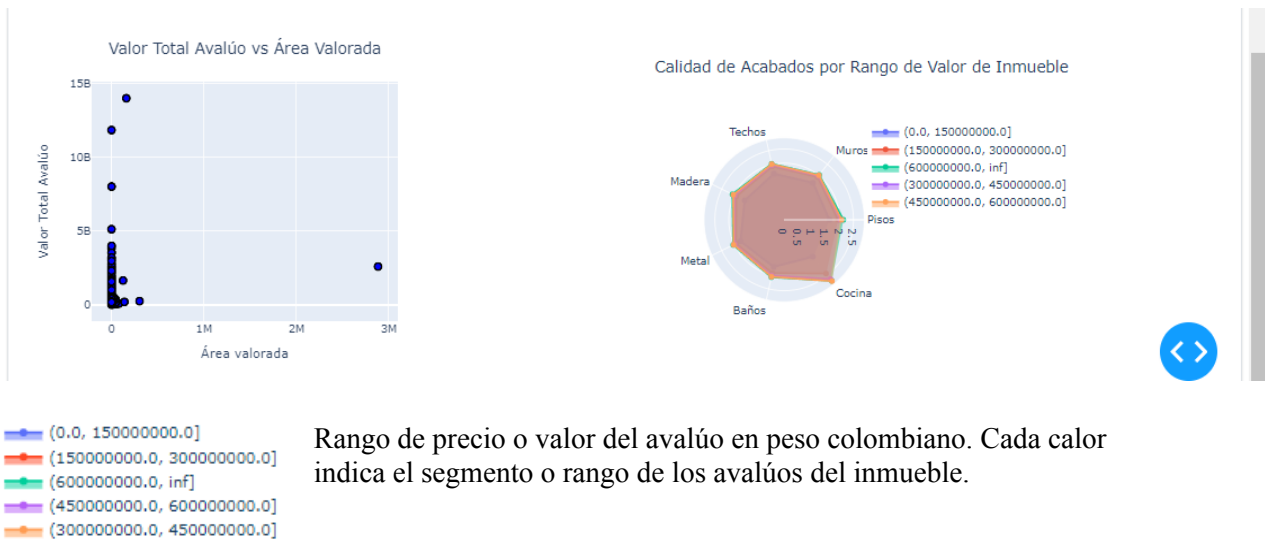 Valor Total Avalúo vs Área Valorada
15B
10B
5B
0
Valor Total Avalúo
0
1M
2M
3M
Área valorada
Calidad de Acabados por Rango de Valor de Inmueble
Techos
Muros
Madera
Pisos
Metal
Cocina
Baños
0
0.5
1
1.5
2
2.5
(0.0, 150000000.0]
(150000000.0, 300000000.0]
(600000000.0, inf]
(300000000.0, 450000000.0]
(450000000.0, 600000000.0]
(0.0, 150000000.0]
(150000000.0, 300000000.0]
(600000000.0, inf]
(450000000.0, 600000000.0]
(300000000.0, 450000000.0]
Rango de precio o valor del avalúo en peso colombiano. Cada calor
indica el segmento o rango de los avalúos del inmueble.